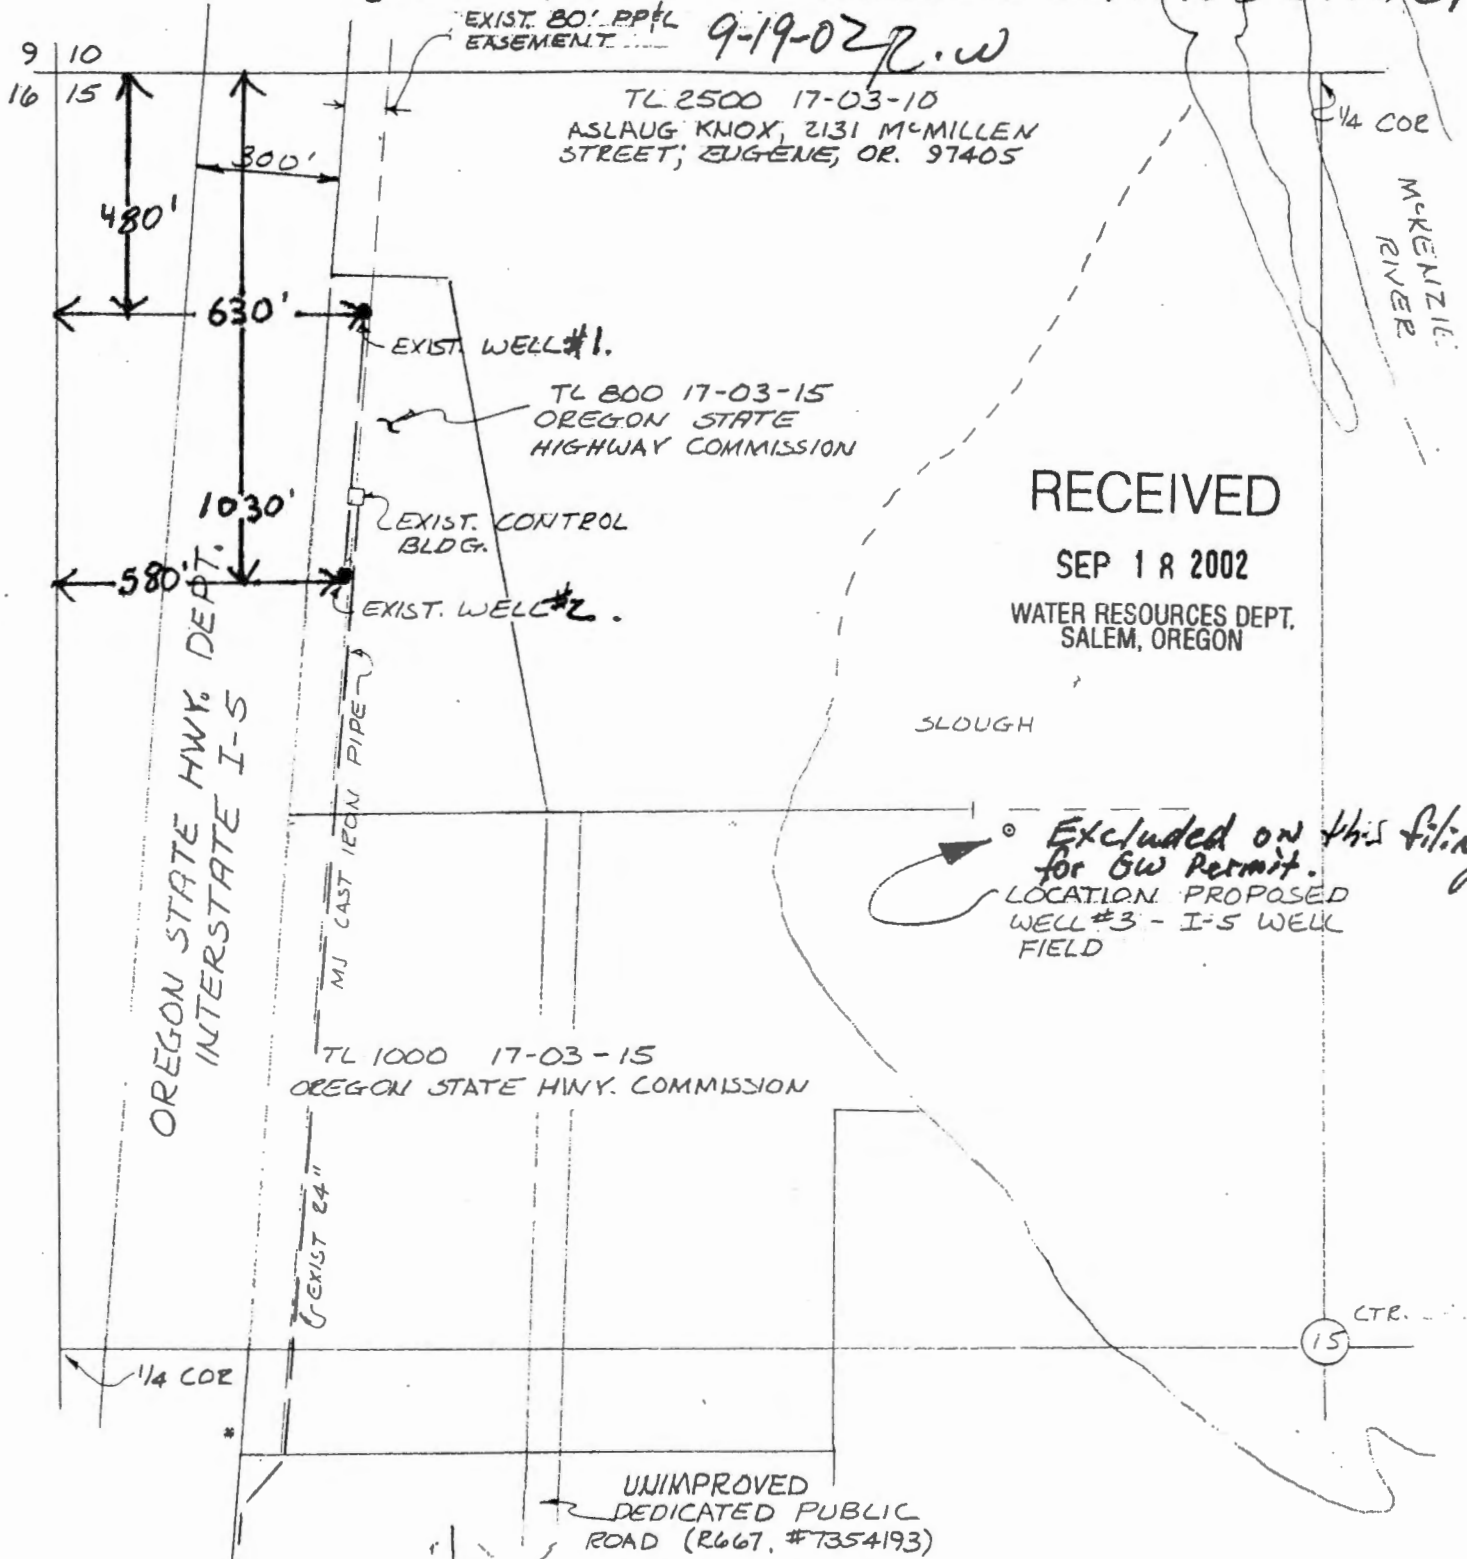 EXIST. 80' PP&L
EASEMENT
9-19-02 R.W
9 10
16 15
TL 2500 17-03-10
ASLAUG KNOX, 2131 McMILLEN
STREET; EUGENE, OR. 97405
1/4 COR
McKENZIE
RIVER
300'
480'
630'
EXIST. WELL #1.
TL 800 17-03-15
OREGON STATE
HIGHWAY COMMISSION
1030'
EXIST. CONTROL
BLDG.
580'
EXIST. WELL #2.
RECEIVED
SEP 18 2002
WATER RESOURCES DEPT.
SALEM, OREGON
SLOUGH
OREGON STATE HWY. DEPT.
INTERSTATE I-5
MJ CAST IRON PIPE
Excluded on this filing
for GW Permit.
LOCATION PROPOSED
WELL #3 - I-5 WELL
FIELD
TL 1000 17-03-15
OREGON STATE HWY. COMMISSION
EXIST 24"
1/4 COR
CTR.
15
*
UNIMPROVED
DEDICATED PUBLIC
ROAD (R667, #7354193)